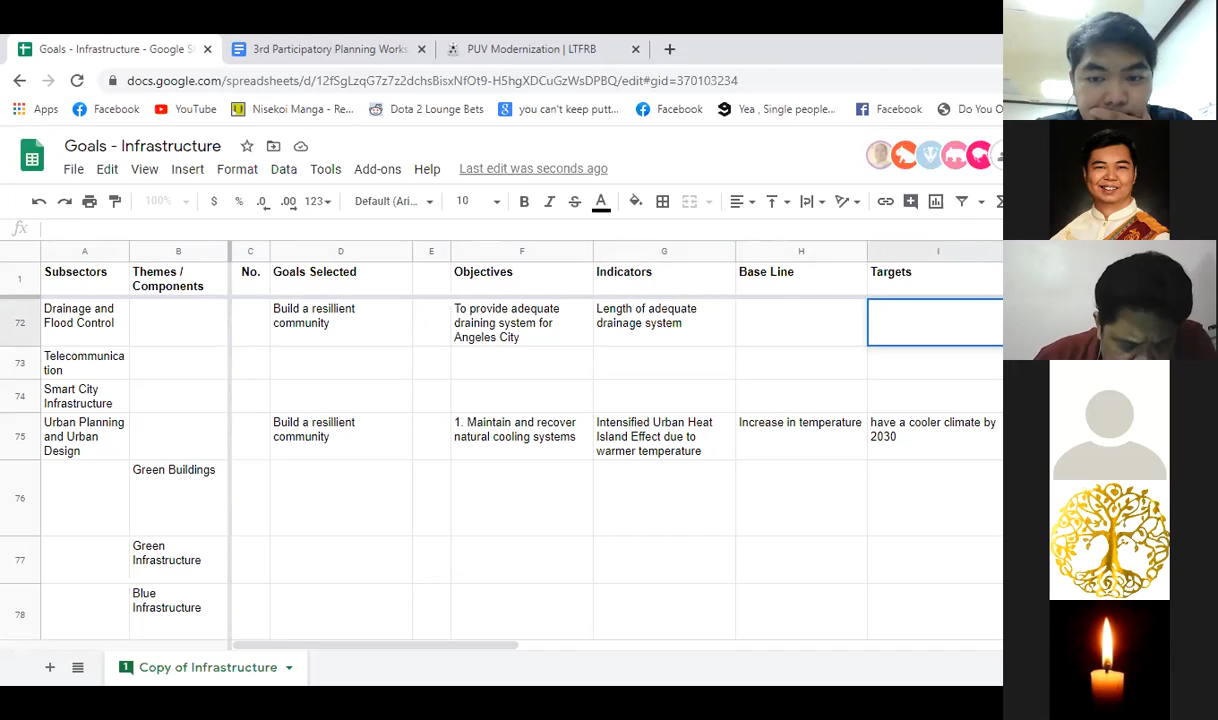 Goals - Infrastructure - Google S
3rd Participatory Planning Works
PUV Modernization | LTFRB
docs.google.com/spreadsheets/d/12fSgLzqG7z7z2dchsBisxNfOt9-H5hgXDCuGzWsDPBQ/edit#gid=370103234
Apps Facebook YouTube Nisekoi Manga - Re... Dota 2 Lounge Bets you can't keep putt... Facebook Yea , Single people... Facebook Do You O
Goals - Infrastructure
File Edit View Insert Format Data Tools Add-ons Help Last edit was seconds ago
100% $ % .0 .00 123 Default (Ari... 10 B I S A
fx
A B C D E F G H I
1 Subsectors Themes / Components No. Goals Selected Objectives Indicators Base Line Targets
72 Drainage and Flood Control Build a resillient community To provide adequate draining system for Angeles City Length of adequate drainage system
73 Telecommunication
74 Smart City Infrastructure
75 Urban Planning and Urban Design Build a resillient community 1. Maintain and recover natural cooling systems Intensified Urban Heat Island Effect due to warmer temperature Increase in temperature have a cooler climate by 2030
76 Green Buildings
77 Green Infrastructure
78 Blue Infrastructure
1 Copy of Infrastructure